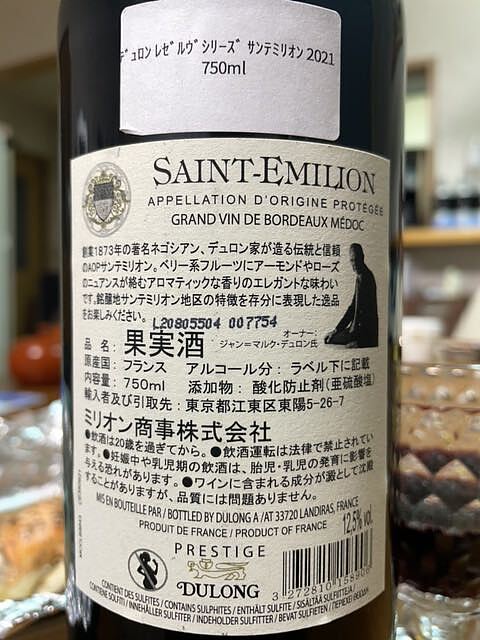 デュロン レゼルヴ シリーズ サンテミリオン 2021
750ml
SAINT-EMILION
APPELLATION D'ORIGINE PROTÉGÉE
GRAND VIN DE BORDEAUX MÉDOC
創業1873年の著名ネゴシアン、デュロン家が造る伝統と信頼
のAOPサンテミリオン。ベリー系フルーツにアーモンドやローズ
のニュアンスが絡むアロマティックな香りのエレガントな味わい
です。銘醸地サンテミリオン地区の特徴を存分に表現した逸品
をお楽しみください。
L20805504 007754
オーナー:
ジャン=マルク・デュロン氏
品 名: 果実酒
原産国: フランス アルコール分: ラベル下に記載
内容量: 750ml 添加物: 酸化防止剤(亜硫酸塩)
輸入者及び引取先: 東京都江東区東陽5-26-7
ミリオン商事株式会社
●飲酒は20歳を過ぎてから。●飲酒運転は法律で禁止されてい
ます。●妊娠中や乳児期の飲酒は、胎児・乳児の発育に影響を
与える恐れがあります。●ワインに含まれる成分が澱として沈殿
することがありますが、品質には問題ありません。
MIS EN BOUTEILLE PAR / BOTTLED BY DULONG A /AT 33720 LANDIRAS, FRANCE
PRODUIT DE FRANCE / PRODUCT OF FRANCE
12,5% vol.
PRESTIGE
DULONG
3 272810 158908
CONTIENT DES SULFITES / CONTAINS SULPHITES / ENTHÄLT SULFITE / SISÄLTÄÄ SULFIITTEJA
CONTIENE SOLFITI / INNEHÅLLER SULFITER / INDEHOLDER SULFITTER / BEVAT SULFIETEN